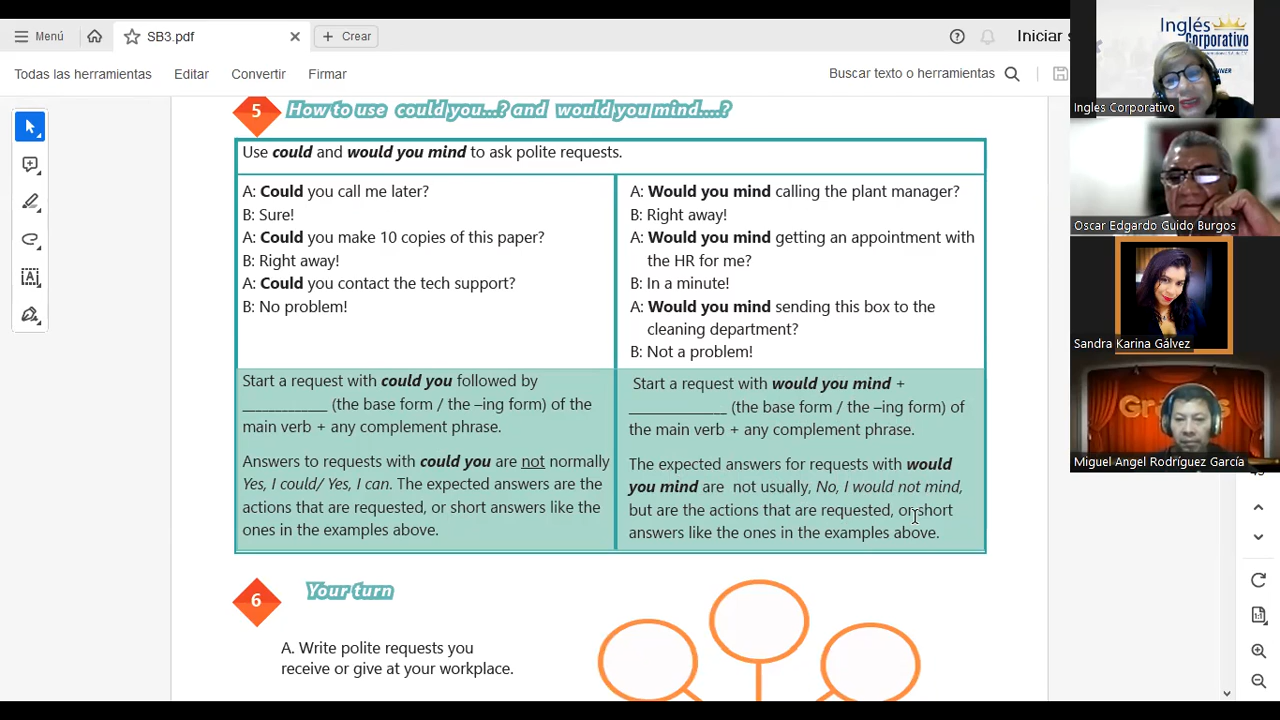 Menú
SB3.pdf
Crear
Iniciar s
Todas las herramientas
Editar
Convertir
Firmar
Buscar texto o herramientas
5
How to use could you...? and would you mind....?
Use could and would you mind to ask polite requests.
A: Could you call me later?
B: Sure!
A: Could you make 10 copies of this paper?
B: Right away!
A: Could you contact the tech support?
B: No problem!
A: Would you mind calling the plant manager?
B: Right away!
A: Would you mind getting an appointment with
the HR for me?
B: In a minute!
A: Would you mind sending this box to the
cleaning department?
B: Not a problem!
Start a request with could you followed by
_____________ (the base form / the –ing form) of the
main verb + any complement phrase.
Answers to requests with could you are not normally
Yes, I could/ Yes, I can. The expected answers are the
actions that are requested, or short answers like the
ones in the examples above.
Start a request with would you mind +
_______________ (the base form / the –ing form) of
the main verb + any complement phrase.
The expected answers for requests with would
you mind are not usually, No, I would not mind,
but are the actions that are requested, or short
answers like the ones in the examples above.
6
Your turn
A. Write polite requests you
receive or give at your workplace.
Inglés
Corporativo
Ingles Corporativo
Oscar Edgardo Guido Burgos
Sandra Karina Gálvez
Miguel Angel Rodríguez García